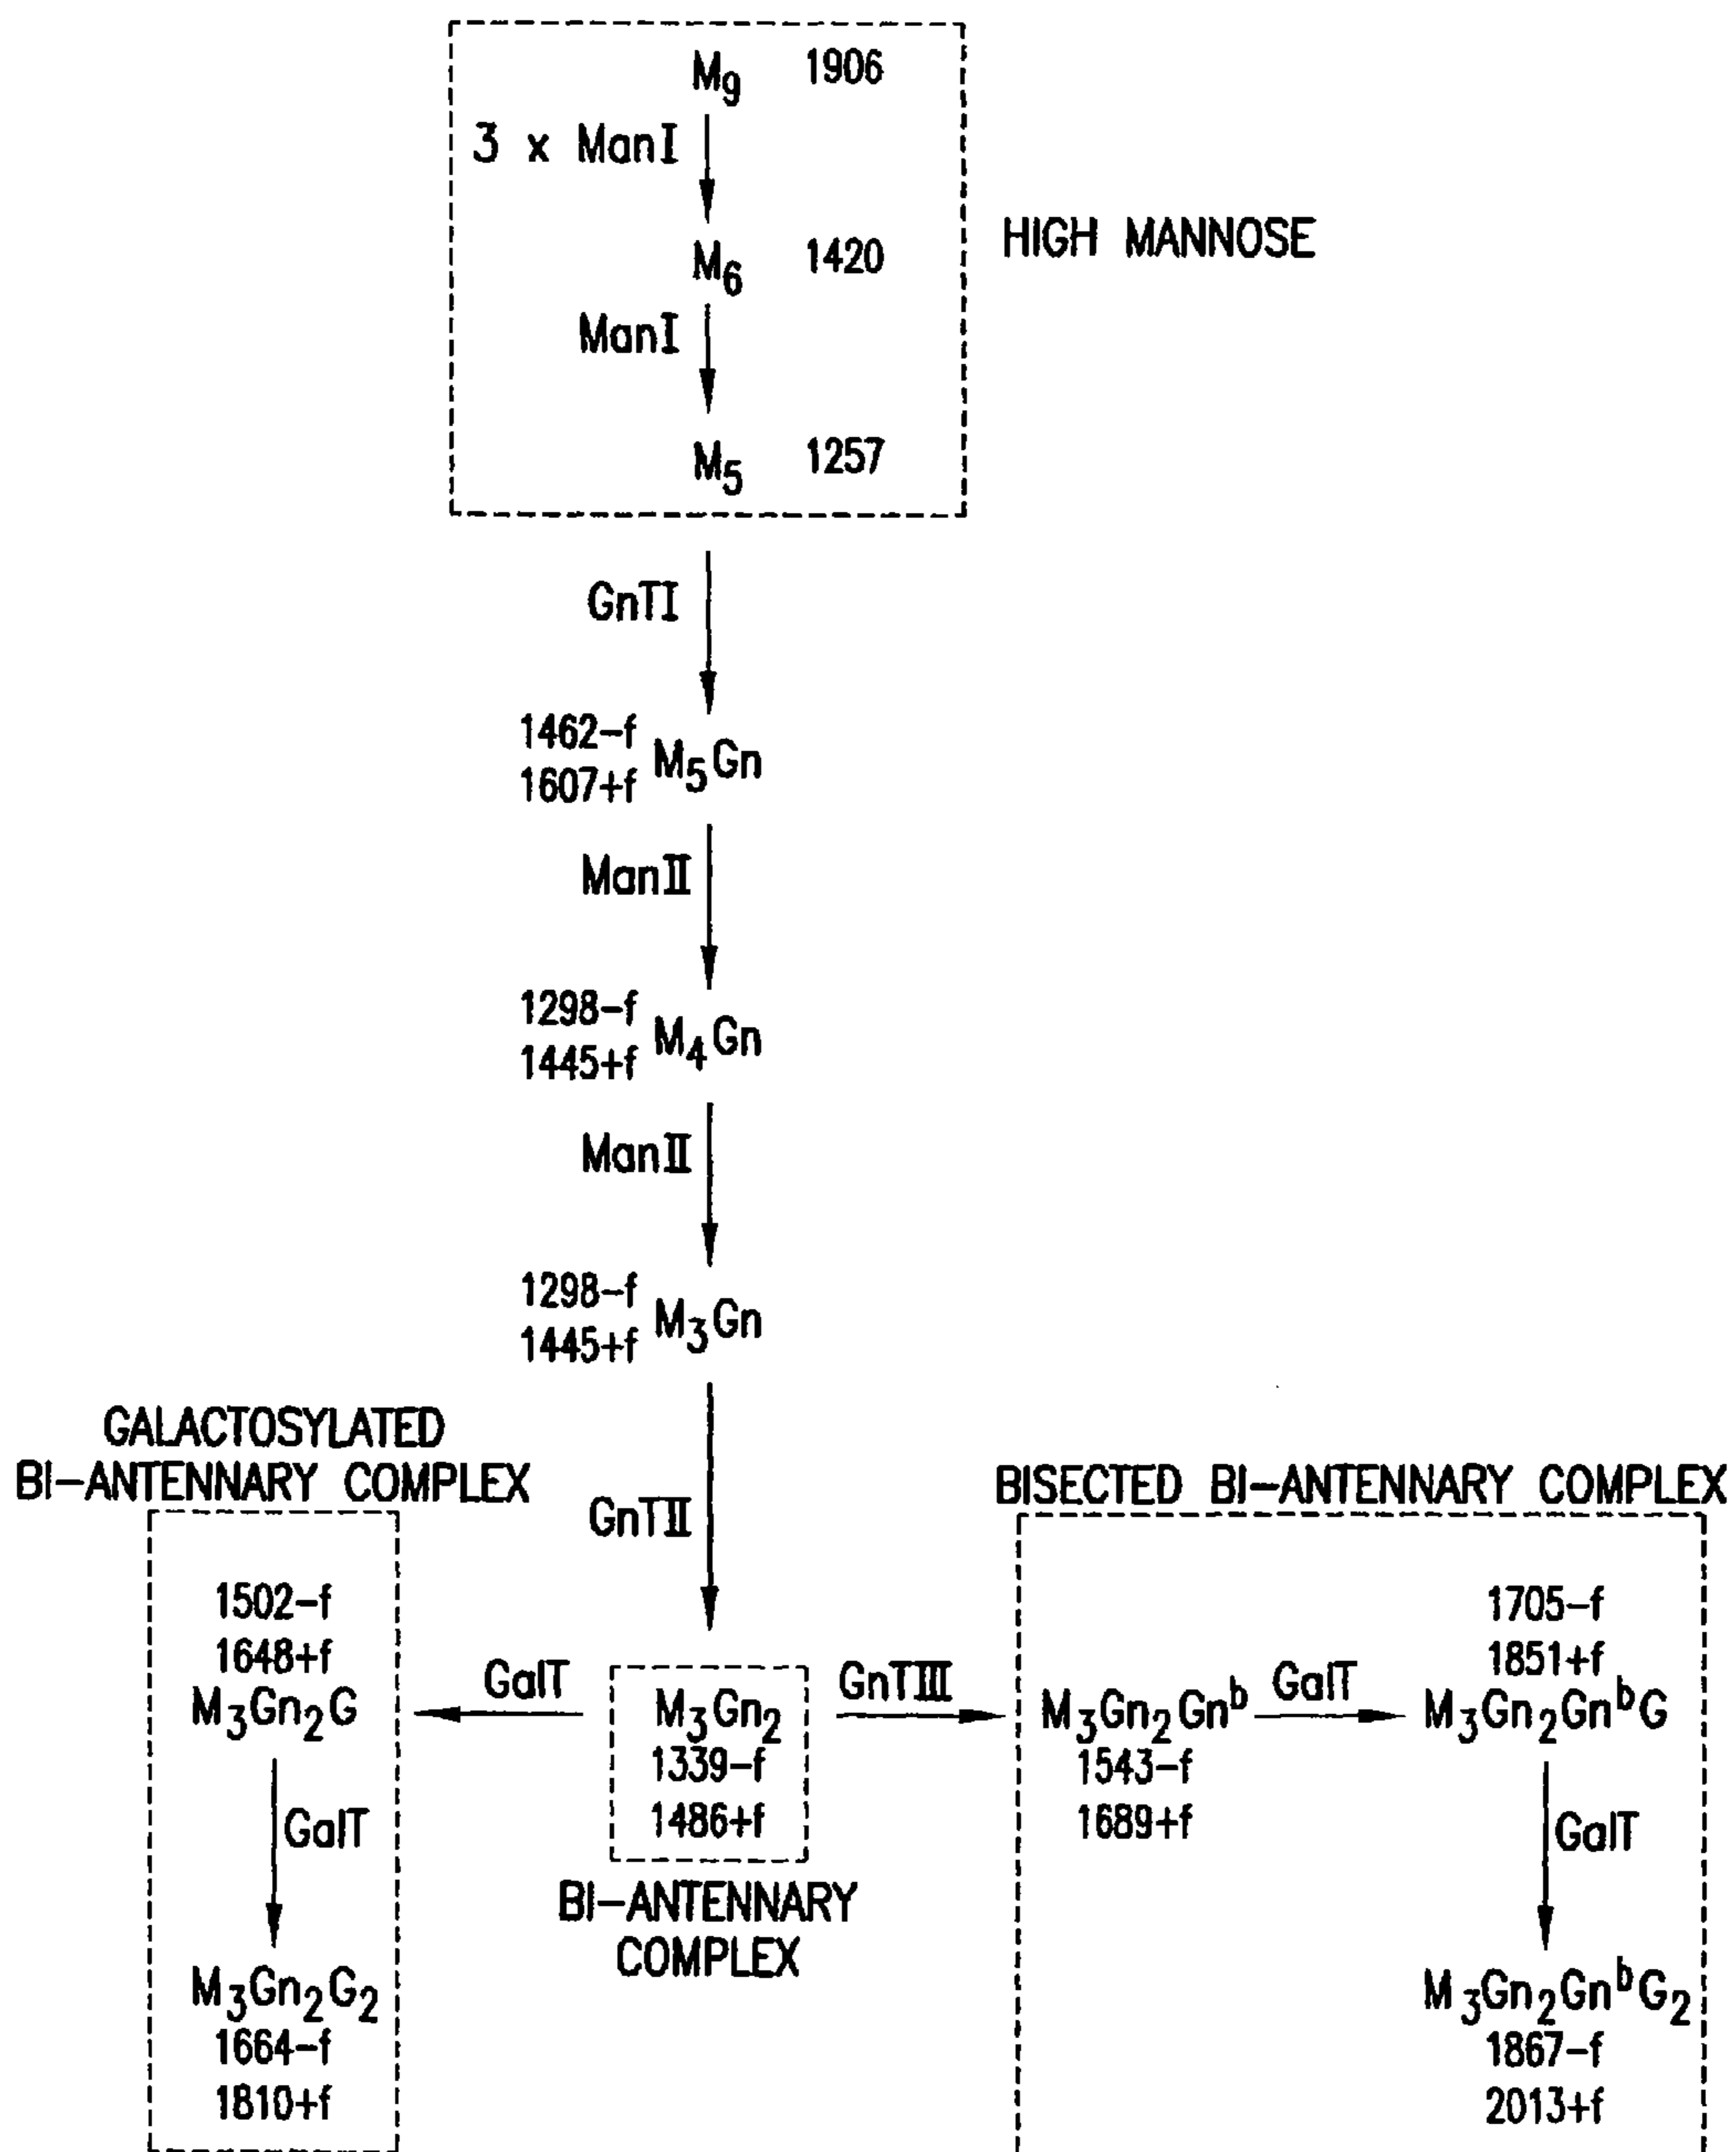 M9 1906
3 x ManI
M6 1420
HIGH MANNOSE
ManI
M5 1257
GnTI
1462-f
1607+f
M5Gn
ManII
1298-f
1445+f
M4Gn
ManII
1298-f
1445+f
M3Gn
GnTII
GALACTOSYLATED
BI-ANTENNARY COMPLEX
1502-f
1648+f
M3Gn2G
GalT
M3Gn2G2
1664-f
1810+f
GalT
M3Gn2
1339-f
1486+f
BI-ANTENNARY
COMPLEX
GnTIII
BISECTED BI-ANTENNARY COMPLEX
M3Gn2Gnb
1543-f
1689+f
GalT
1705-f
1851+f
M3Gn2GnbG
GalT
M3Gn2GnbG2
1867-f
2013+f